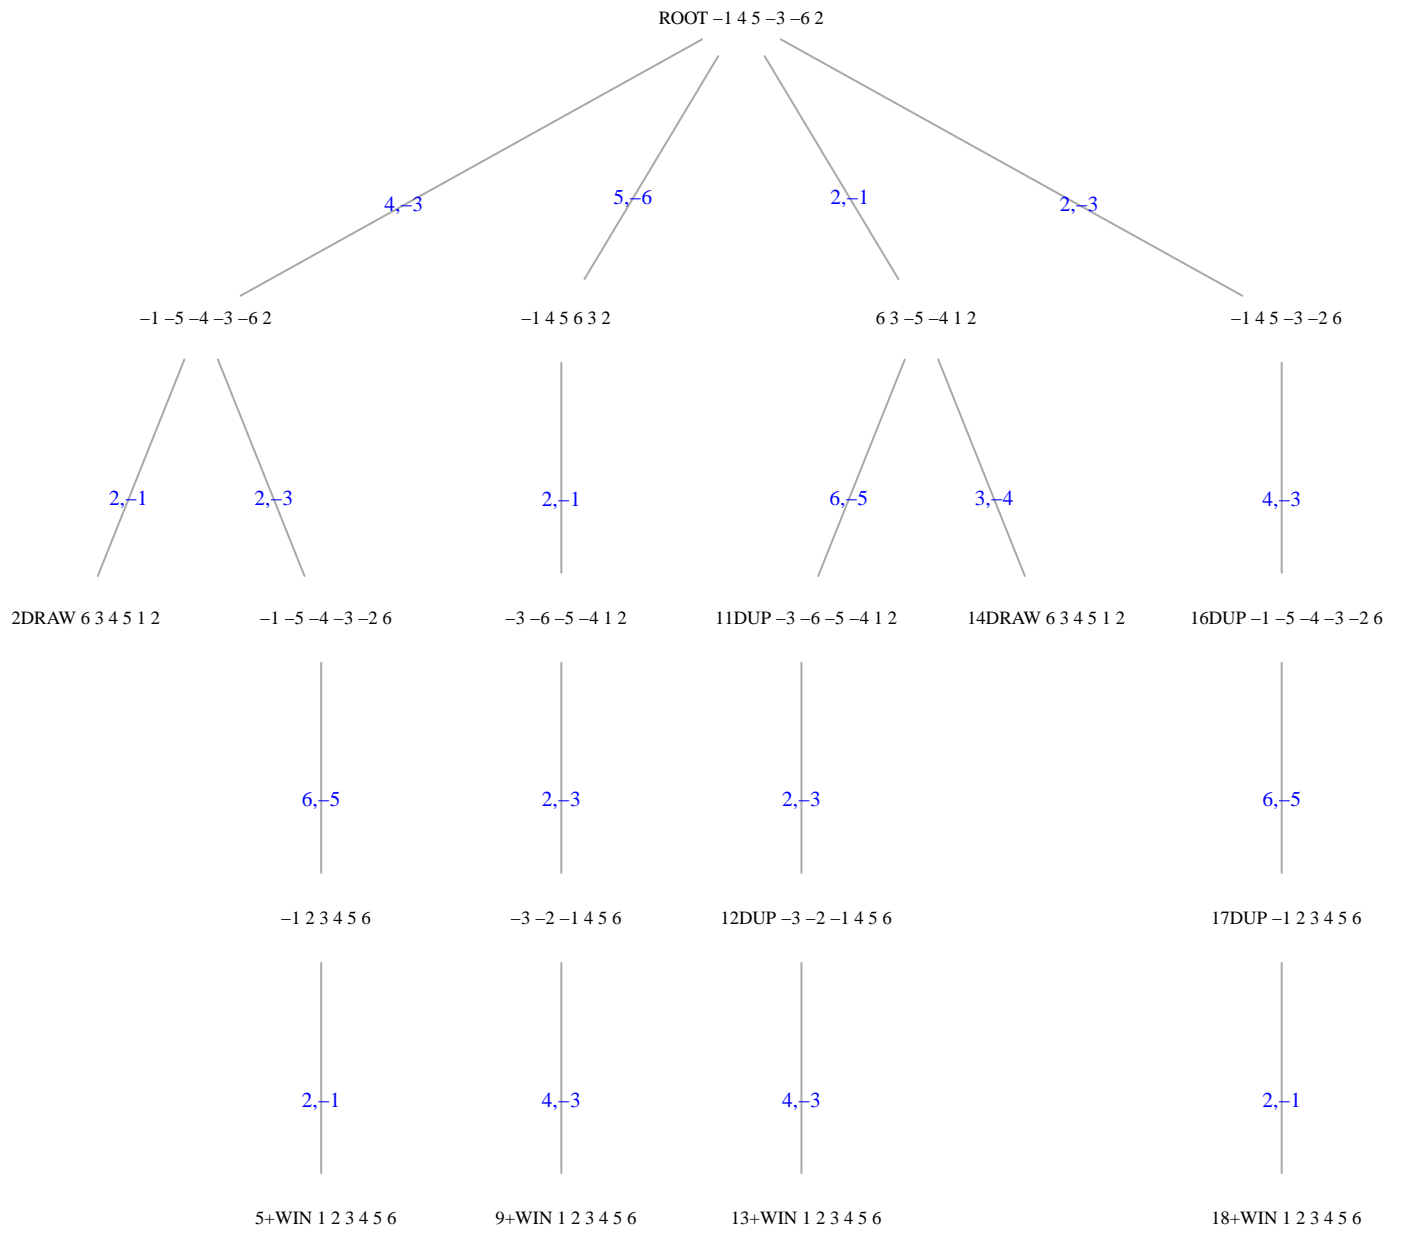 ROOT −1 4 5 −3 −6 2
4,−3
5,−6
2,−1
2,−3
−1 −5 −4 −3 −6 2
−1 4 5 6 3 2
6 3 −5 −4 1 2
−1 4 5 −3 −2 6
2,−1
2,−3
2,−1
6,−5
3,−4
4,−3
2DRAW 6 3 4 5 1 2
−1 −5 −4 −3 −2 6
−3 −6 −5 −4 1 2
11DUP −3 −6 −5 −4 1 2
14DRAW 6 3 4 5 1 2
16DUP −1 −5 −4 −3 −2 6
6,−5
2,−3
2,−3
6,−5
−1 2 3 4 5 6
−3 −2 −1 4 5 6
12DUP −3 −2 −1 4 5 6
17DUP −1 2 3 4 5 6
2,−1
4,−3
4,−3
2,−1
5+WIN 1 2 3 4 5 6
9+WIN 1 2 3 4 5 6
13+WIN 1 2 3 4 5 6
18+WIN 1 2 3 4 5 6